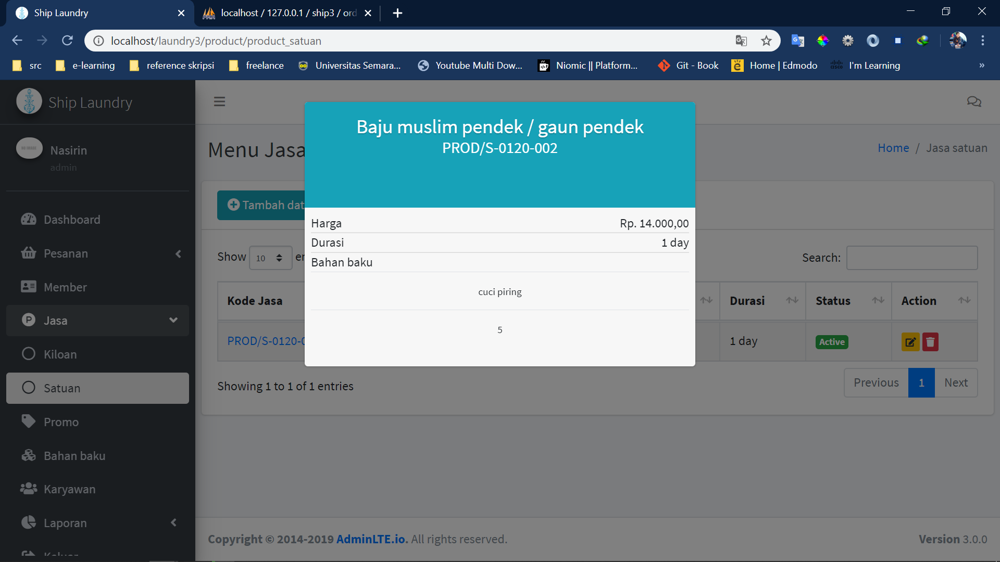 Ship Laundry
localhost / 127.0.0.1 / ship3 / ord
localhost/laundry3/product/product_satuan
src
e-learning
reference skripsi
freelance
Universitas Semara...
Youtube Multi Dow...
Niomic || Platform...
Git - Book
Home | Edmodo
I'm Learning
»
Ship Laundry
Nasirin
admin
Dashboard
Pesanan
Member
Jasa
Kiloan
Satuan
Promo
Bahan baku
Karyawan
Laporan
Menu Jasa
Home / Jasa satuan
Tambah dat
Show 10 en
Search:
Kode Jasa
Durasi
Status
Action
PROD/S-0120-0
1 day
Active
Showing 1 to 1 of 1 entries
Previous 1 Next
Baju muslim pendek / gaun pendek
PROD/S-0120-002
Harga Rp. 14.000,00
Durasi 1 day
Bahan baku
cuci piring
5
Copyright © 2014-2019 AdminLTE.io. All rights reserved.
Version 3.0.0